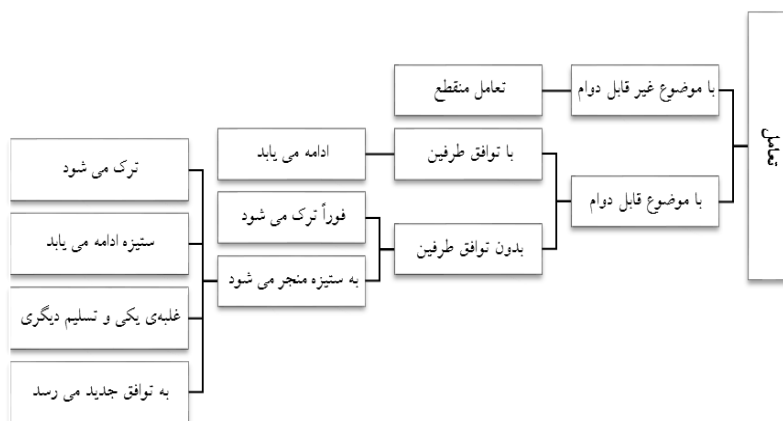 تعامل
با موضوع غیر قابل دوام
تعامل منقطع
با موضوع قابل دوام
با توافق طرفین
ادامه می یابد
بدون توافق طرفین
فوراً ترک می شود
به ستیزه منجر می شود
ترک می شود
ستیزه ادامه می یابد
غلبه‌ی یکی و تسلیم دیگری
به توافق جدید می رسد